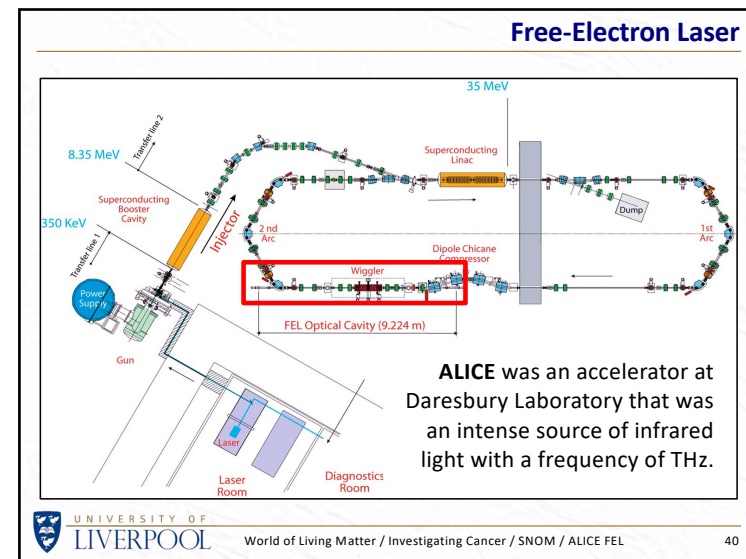 Free-Electron Laser
35 MeV
Transfer line 2
8.35 MeV
Superconducting
Linac
Superconducting
Booster
Cavity
Injector
Dump
350 KeV
Transfer line 1
2 nd
Arc
1st
Arc
Dipole Chicane
Compressor
Wiggler
Power
Supply
FEL Optical Cavity (9.224 m)
Gun
ALICE was an accelerator at
Daresbury Laboratory that was
an intense source of infrared
light with a frequency of THz.
Laser
Laser
Room
Diagnostics
Room
UNIVERSITY OF
LIVERPOOL
World of Living Matter / Investigating Cancer / SNOM / ALICE FEL
40